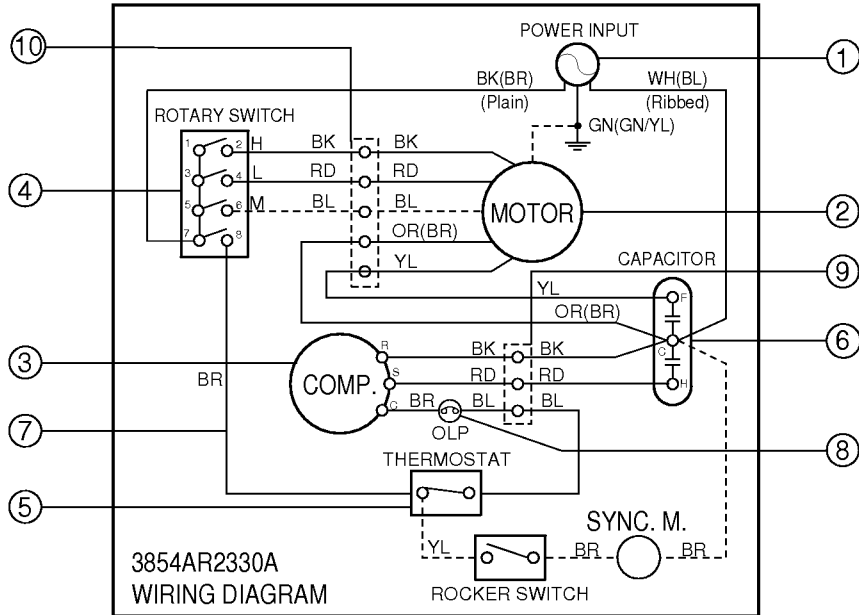 POWER INPUT
10
1
BK(BR) WH(BL)
(Plain) (Ribbed)
ROTARY SWITCH
GN(GN/YL)
1 2 H BK BK
3 4 L RD RD
4
5 6 M BL BL
MOTOR
2
7 8
OR(BR)
YL
CAPACITOR
9
YL
F
OR(BR)
6
C
3
R BK BK
COMP.
S RD RD
H
BR
C BR BL BL
7
OLP
8
THERMOSTAT
5
SYNC. M.
YL BR BR
3854AR2330A
WIRING DIAGRAM
ROCKER SWITCH